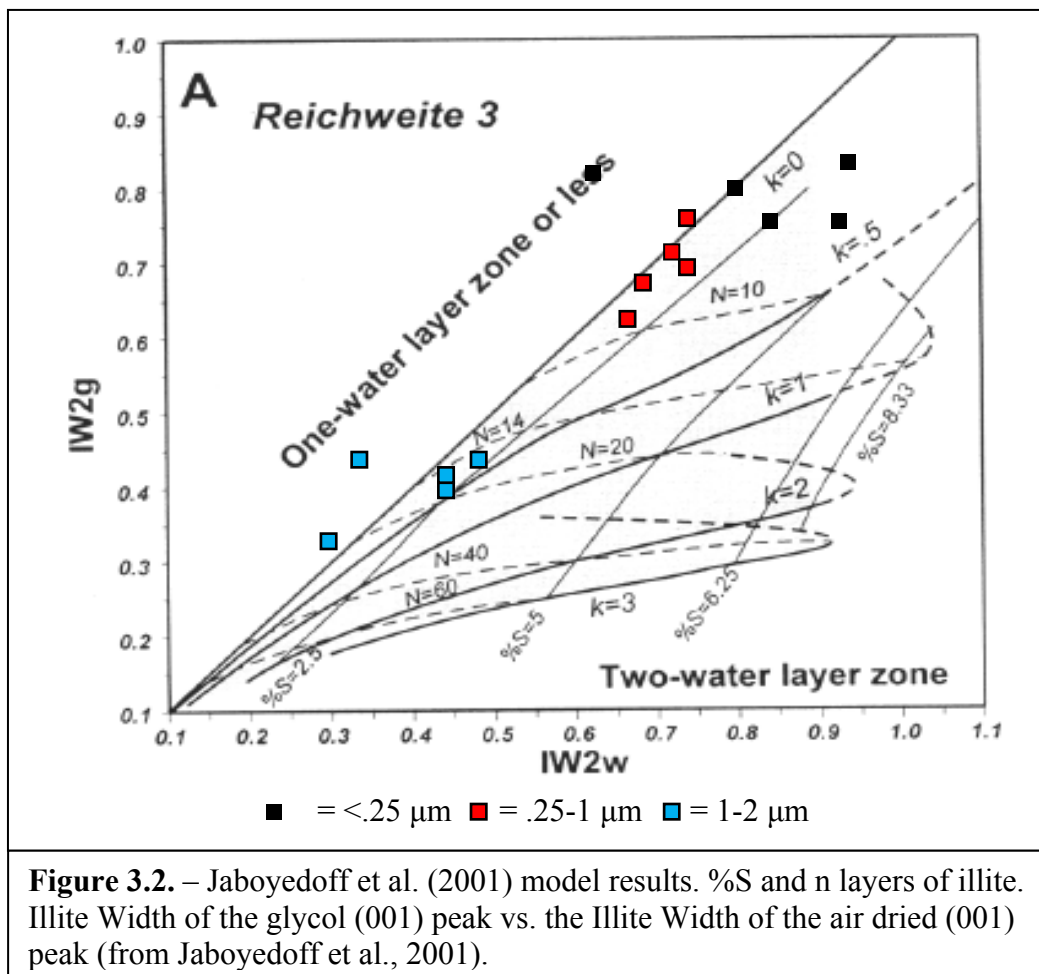 A
Reichweite 3
One-water layer zone or less
k=0
k=.5
N=10
k=1
N=14
N=20
%S=8.33
k=2
N=40
N=60
k=3
%S=6.25
%S=5
%S=2.5
Two-water layer zone
IW2g
1.0
0.9
0.8
0.7
0.6
0.5
0.4
0.3
0.2
0.1
0.1 0.2 0.3 0.4 0.5 0.6 0.7 0.8 0.9 1.0 1.1
IW2w
= <.25 μm = .25-1 μm = 1-2 μm
Figure 3.2. – Jaboyedoff et al. (2001) model results. %S and n layers of illite.
Illite Width of the glycol (001) peak vs. the Illite Width of the air dried (001)
peak (from Jaboyedoff et al., 2001).